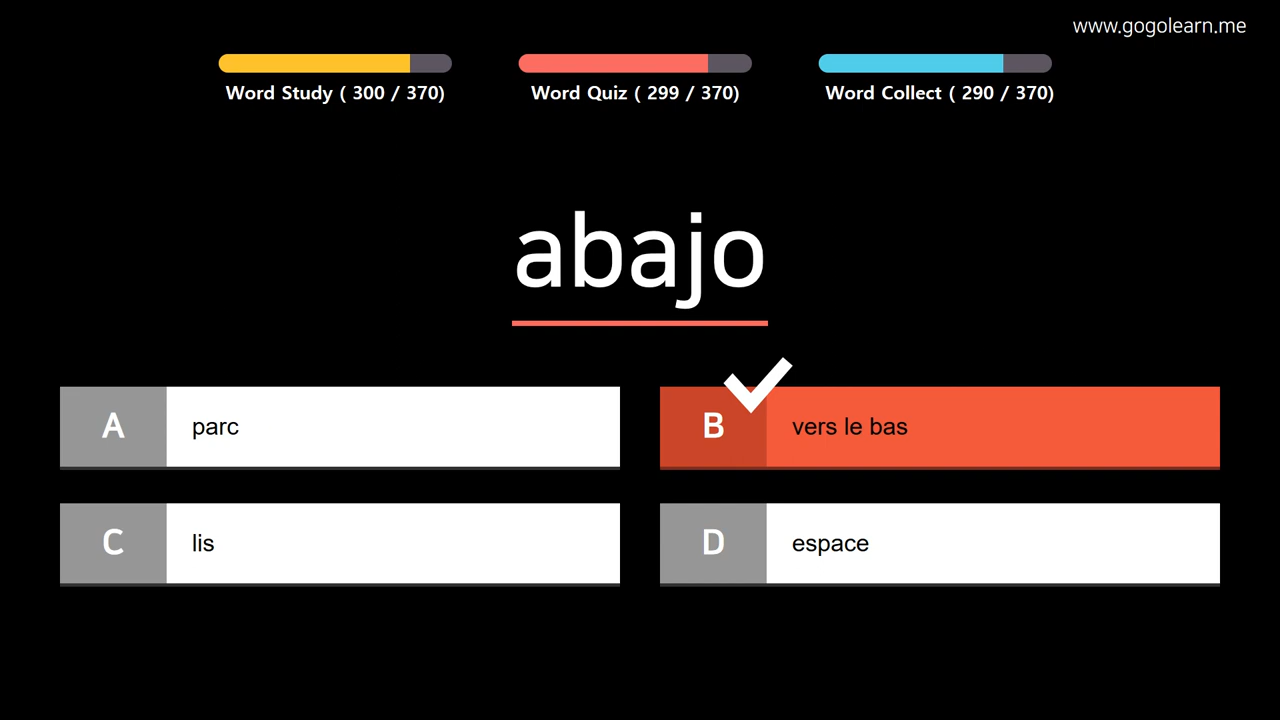 www.gogolearn.me
Word Study ( 300 / 370)
Word Quiz ( 299 / 370)
Word Collect ( 290 / 370)
abajo
A
parc
B
vers le bas
C
lis
D
espace